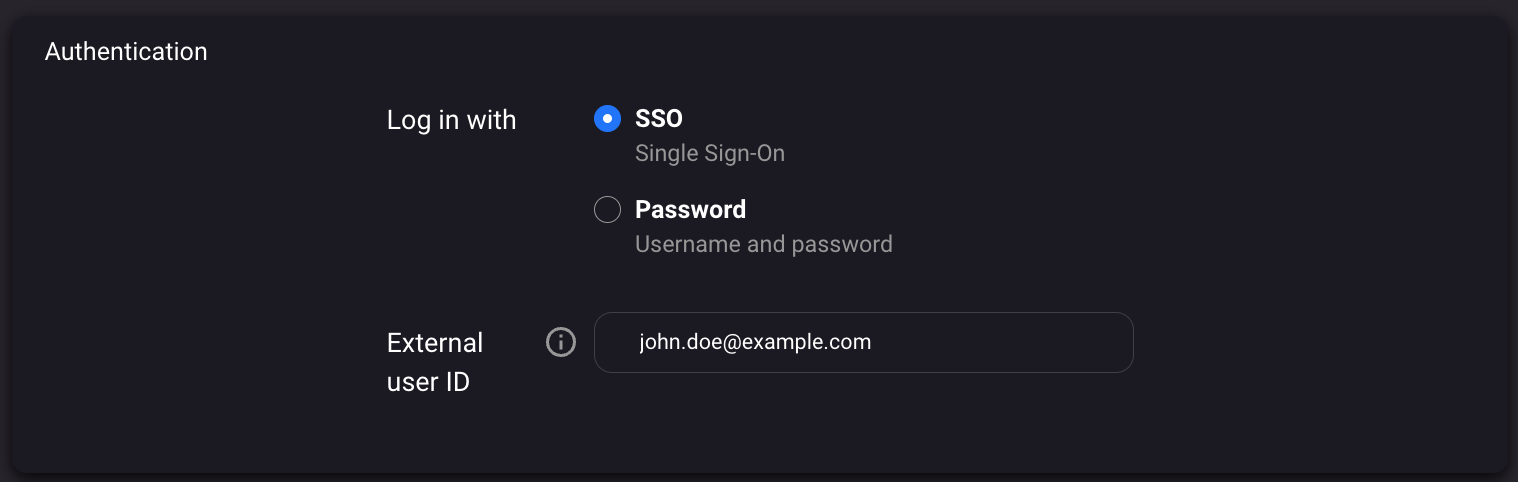 Authentication
Log in with
SSO
Single Sign-On
Password
Username and password
External
user ID
john.doe@example.com